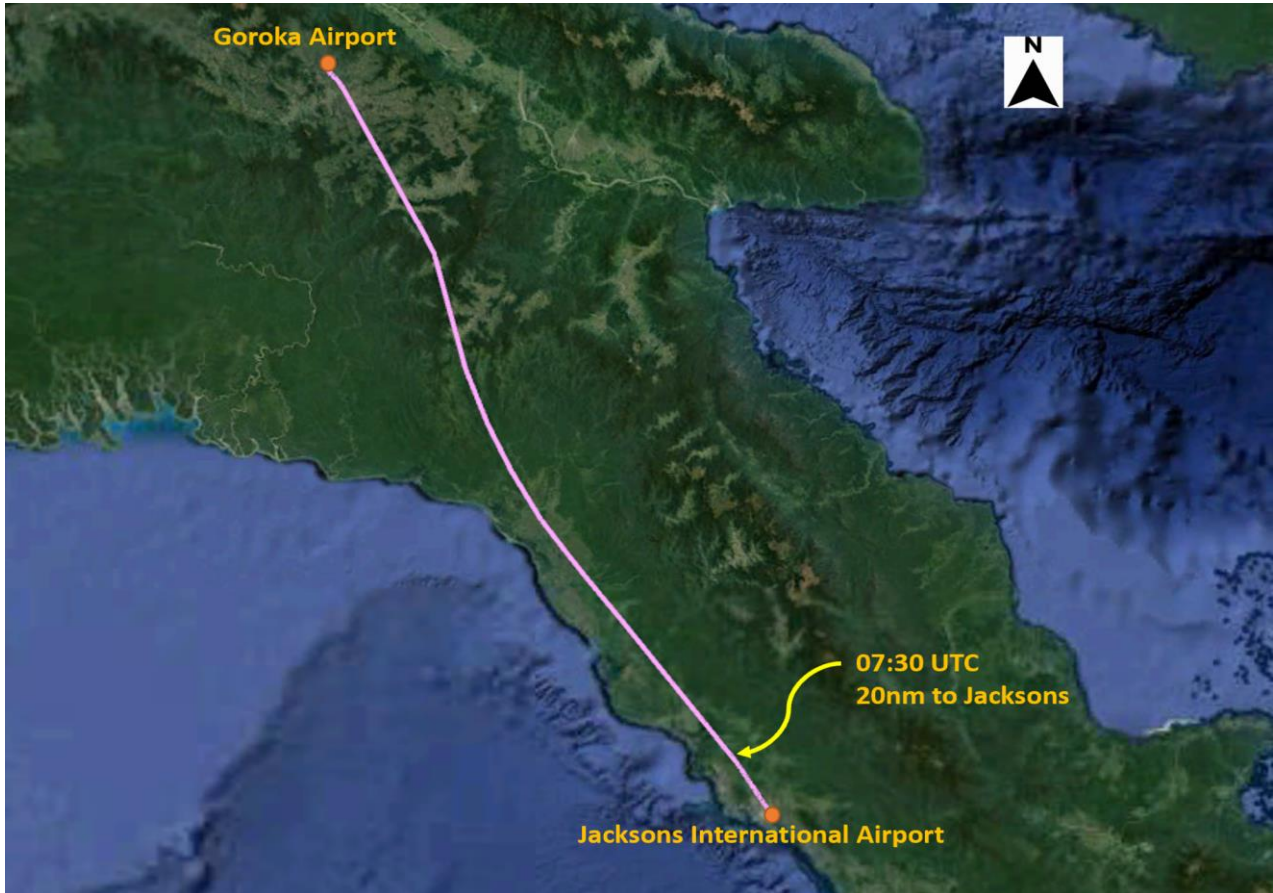 Goroka Airport
N
07:30 UTC
20nm to Jacksons
Jacksons International Airport